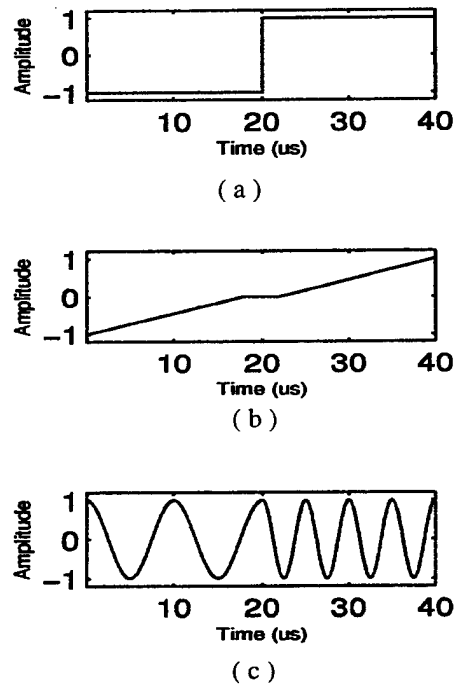 Amplitude
1
0
−1
10 20 30 40
Time (us)
( a )
Amplitude
1
0
−1
10 20 30 40
Time (us)
( b )
Amplitude
1
0
−1
10 20 30 40
Time (us)
( c )